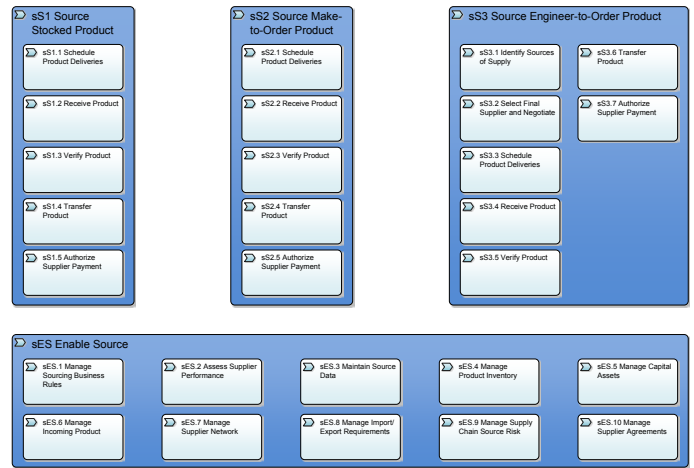 sS1 Source
Stocked Product
sS1.1 Schedule
Product Deliveries
sS1.2 Receive Product
sS1.3 Verify Product
sS1.4 Transfer
Product
sS1.5 Authorize
Supplier Payment
sS2 Source Make-
to-Order Product
sS2.1 Schedule
Product Deliveries
sS2.2 Receive Product
sS2.3 Verify Product
sS2.4 Transfer
Product
sS2.5 Authorize
Supplier Payment
sS3 Source Engineer-to-Order Product
sS3.1 Identify Sources
of Supply
sS3.2 Select Final
Supplier and Negotiate
sS3.3 Schedule
Product Deliveries
sS3.4 Receive Product
sS3.5 Verify Product
sS3.6 Transfer
Product
sS3.7 Authorize
Supplier Payment
sES Enable Source
sES.1 Manage
Sourcing Business
Rules
sES.2 Assess Supplier
Performance
sES.3 Maintain Source
Data
sES.4 Manage
Product Inventory
sES.5 Manage Capital
Assets
sES.6 Manage
Incoming Product
sES.7 Manage
Supplier Network
sES.8 Manage Import/
Export Requirements
sES.9 Manage Supply
Chain Source Risk
sES.10 Manage
Supplier Agreements